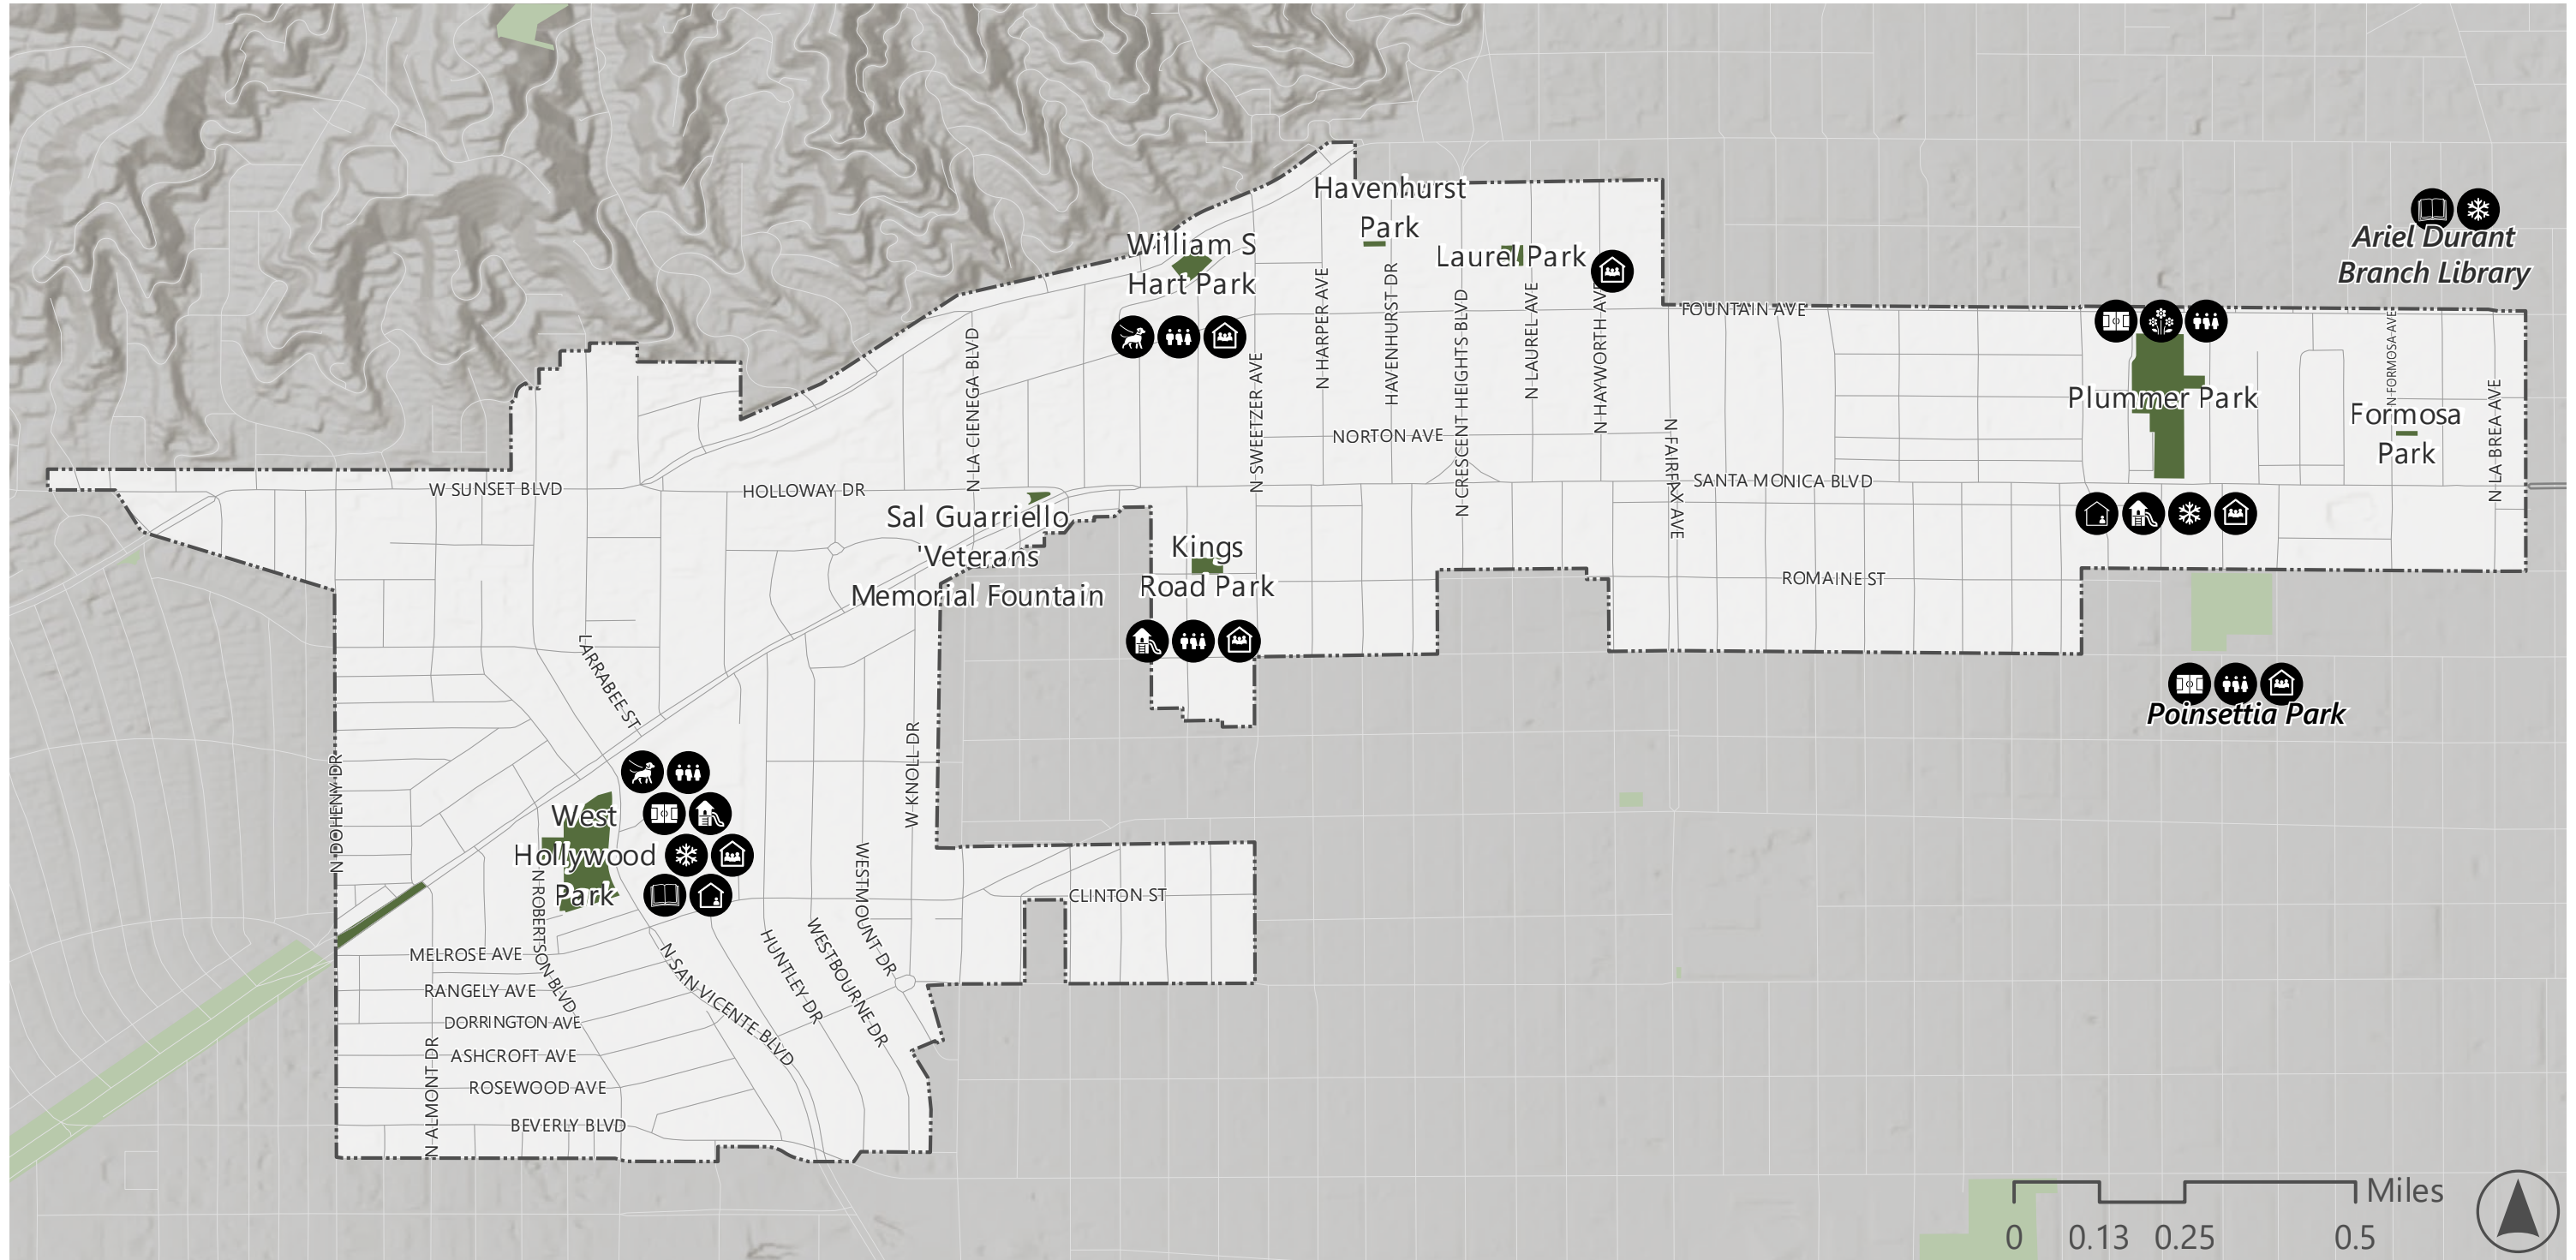 Havenhurst
Park
William S
Hart Park
Laurel Park
Ariel Durant
Branch Library
FOUNTAIN AVE
N LA CIENEGA BLVD
N SWEETZER AVE
N HARPER AVE
HAVENHURST DR
N CRESCENT HEIGHTS BLVD
N LAUREL AVE
N HAYWORTH AVE
N FAIRFAX AVE
N FORMOSA AVE
N LA BREA AVE
Plummer Park
Formosa
Park
NORTON AVE
SANTA MONICA BLVD
W SUNSET BLVD
HOLLOWAY DR
Sal Guarriello
'Veterans
Memorial Fountain
Kings
Road Park
ROMAINE ST
LARRABEE ST
Poinsettia Park
N DOHENY DR
W KNOLL DR
West
Hollywood
Park
N ROBERTSON BLVD
WESTMOUNT DR
CLINTON ST
MELROSE AVE
N SAN VICENTE BLVD
HUNTLEY DR
WESTBOURNE DR
RANGELY AVE
DORRINGTON AVE
N ALMONT DR
ASHCROFT AVE
ROSEWOOD AVE
BEVERLY BLVD
Miles
0 0.13 0.25 0.5